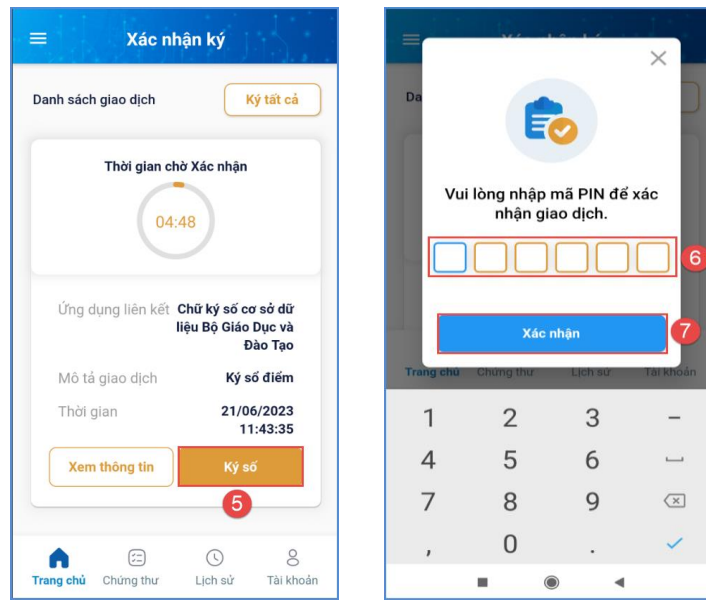 Xác nhận ký
Danh sách giao dịch
Ký tất cả
Thời gian chờ Xác nhận
04:48
Ứng dụng liên kết
Chữ ký số cơ sở dữ
liệu Bộ Giáo Dục và
Đào Tạo
Mô tả giao dịch
Ký sổ điểm
Thời gian
21/06/2023
11:43:35
Xem thông tin
Ký số
5
Trang chủ
Chứng thư
Lịch sử
Tài khoản
Da
Vui lòng nhập mã PIN để xác
nhận giao dịch.
6
Xác nhận
7
Trang chủ
Chứng thư
Lịch sử
Tài khoản
1 2 3 −
4 5 6
7 8 9
, 0 .